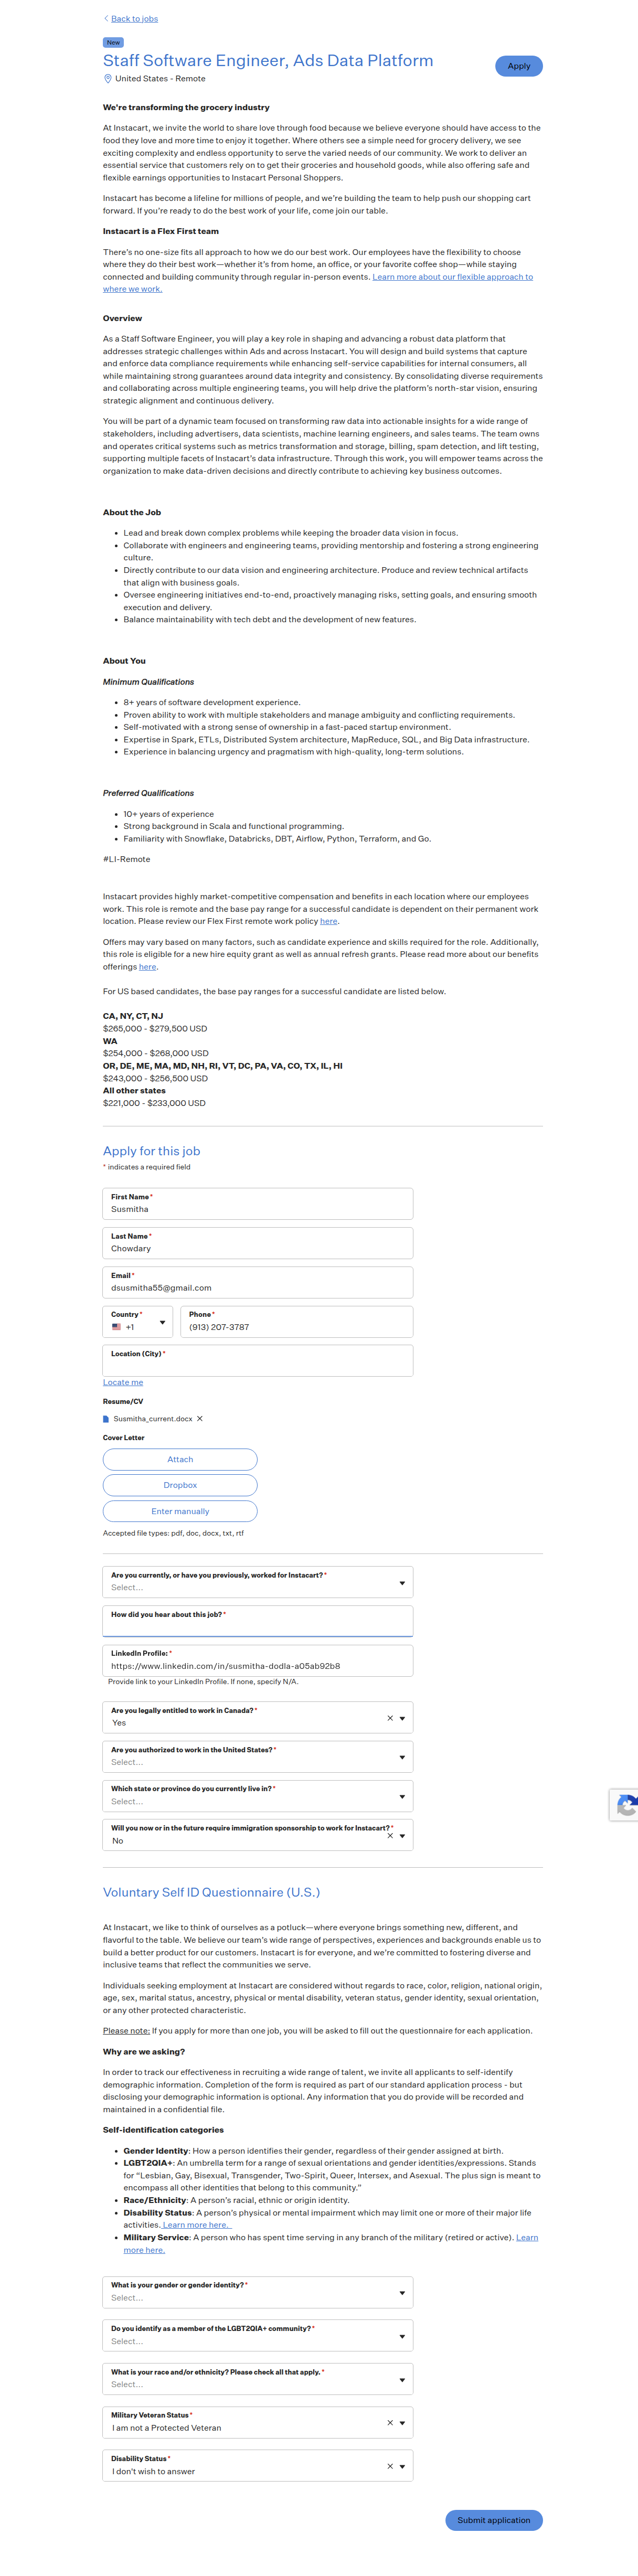 Back to jobs
New
Staff Software Engineer, Ads Data Platform
Apply
United States - Remote
We're transforming the grocery industry
At Instacart, we invite the world to share love through food because we believe everyone should have access to the
food they love and more time to enjoy it together. Where others see a simple need for grocery delivery, we see
exciting complexity and endless opportunity to serve the varied needs of our community. We work to deliver an
essential service that customers rely on to get their groceries and household goods, while also offering safe and
flexible earnings opportunities to Instacart Personal Shoppers.
Instacart has become a lifeline for millions of people, and we're building the team to help push our shopping cart
forward. If you're ready to do the best work of your life, come join our table.
Instacart is a Flex First team
There's no one-size fits all approach to how we do our best work. Our employees have the flexibility to choose
where they do their best work—whether it's from home, an office, or your favorite coffee shop—while staying
connected and building community through regular in-person events. Learn more about our flexible approach to
where we work.
Overview
As a Staff Software Engineer, you will play a key role in shaping and advancing a robust data platform that
addresses strategic challenges within Ads and across Instacart. You will design and build systems that capture
and enforce data compliance requirements while enhancing self-service capabilities for internal consumers, all
while maintaining strong guarantees around data integrity and consistency. By consolidating diverse requirements
and collaborating across multiple engineering teams, you will help drive the platform's north-star vision, ensuring
strategic alignment and continuous delivery.
You will be part of a dynamic team focused on transforming raw data into actionable insights for a wide range of
stakeholders, including advertisers, data scientists, machine learning engineers, and sales teams. The team owns
and operates critical systems such as metrics transformation and storage, billing, spam detection, and lift testing,
supporting multiple facets of Instacart's data infrastructure. Through this work, you will empower teams across the
organization to make data-driven decisions and directly contribute to achieving key business outcomes.
About the Job
• Lead and break down complex problems while keeping the broader data vision in focus.
• Collaborate with engineers and engineering teams, providing mentorship and fostering a strong engineering
culture.
• Directly contribute to our data vision and engineering architecture. Produce and review technical artifacts
that align with business goals.
• Oversee engineering initiatives end-to-end, proactively managing risks, setting goals, and ensuring smooth
execution and delivery.
• Balance maintainability with tech debt and the development of new features.
About You
Minimum Qualifications
• 8+ years of software development experience.
• Proven ability to work with multiple stakeholders and manage ambiguity and conflicting requirements.
• Self-motivated with a strong sense of ownership in a fast-paced startup environment.
• Expertise in Spark, ETLs, Distributed System architecture, MapReduce, SQL, and Big Data infrastructure.
• Experience in balancing urgency and pragmatism with high-quality, long-term solutions.
Preferred Qualifications
• 10+ years of experience
• Strong background in Scala and functional programming.
• Familiarity with Snowflake, Databricks, DBT, Airflow, Python, Terraform, and Go.
#LI-Remote
Instacart provides highly market-competitive compensation and benefits in each location where our employees
work. This role is remote and the base pay range for a successful candidate is dependent on their permanent work
location. Please review our Flex First remote work policy here.
Offers may vary based on many factors, such as candidate experience and skills required for the role. Additionally,
this role is eligible for a new hire equity grant as well as annual refresh grants. Please read more about our benefits
offerings here.
For US based candidates, the base pay ranges for a successful candidate are listed below.
CA, NY, CT, NJ
$265,000 - $279,500 USD
WA
$254,000 - $268,000 USD
OR, DE, ME, MA, MD, NH, RI, VT, DC, PA, VA, CO, TX, IL, HI
$243,000 - $256,500 USD
All other states
$221,000 - $233,000 USD
Apply for this job
* indicates a required field
First Name*
Susmitha
Last Name*
Chowdary
Email*
dsusmitha55@gmail.com
Country*
+1
Phone*
(913) 207-3787
Location (City)*
Locate me
Resume/CV
Susmitha_current.docx
Cover Letter
Attach
Dropbox
Enter manually
Accepted file types: pdf, doc, docx, txt, rtf
Are you currently, or have you previously, worked for Instacart?*
Select...
How did you hear about this job?*
LinkedIn Profile:*
https://www.linkedin.com/in/susmitha-dodla-a05ab92b8
Provide link to your LinkedIn Profile. If none, specify N/A.
Are you legally entitled to work in Canada?*
Yes
Are you authorized to work in the United States?*
Select...
Which state or province do you currently live in?*
Select...
Will you now or in the future require immigration sponsorship to work for Instacart?*
No
Voluntary Self ID Questionnaire (U.S.)
At Instacart, we like to think of ourselves as a potluck—where everyone brings something new, different, and
flavorful to the table. We believe our team's wide range of perspectives, experiences and backgrounds enable us to
build a better product for our customers. Instacart is for everyone, and we're committed to fostering diverse and
inclusive teams that reflect the communities we serve.
Individuals seeking employment at Instacart are considered without regards to race, color, religion, national origin,
age, sex, marital status, ancestry, physical or mental disability, veteran status, gender identity, sexual orientation,
or any other protected characteristic.
Please note: If you apply for more than one job, you will be asked to fill out the questionnaire for each application.
Why are we asking?
In order to track our effectiveness in recruiting a wide range of talent, we invite all applicants to self-identify
demographic information. Completion of the form is required as part of our standard application process - but
disclosing your demographic information is optional. Any information that you do provide will be recorded and
maintained in a confidential file.
Self-identification categories
• Gender Identity: How a person identifies their gender, regardless of their gender assigned at birth.
• LGBT2QIA+: An umbrella term for a range of sexual orientations and gender identities/expressions. Stands
for "Lesbian, Gay, Bisexual, Transgender, Two-Spirit, Queer, Intersex, and Asexual. The plus sign is meant to
encompass all other identities that belong to this community."
• Race/Ethnicity: A person's racial, ethnic or origin identity.
• Disability Status: A person's physical or mental impairment which may limit one or more of their major life
activities. Learn more here.
• Military Service: A person who has spent time serving in any branch of the military (retired or active). Learn
more here.
What is your gender or gender identity?*
Select...
Do you identify as a member of the LGBT2QIA+ community?*
Select...
What is your race and/or ethnicity? Please check all that apply.*
Select...
Military Veteran Status*
I am not a Protected Veteran
Disability Status*
I don't wish to answer
Submit application